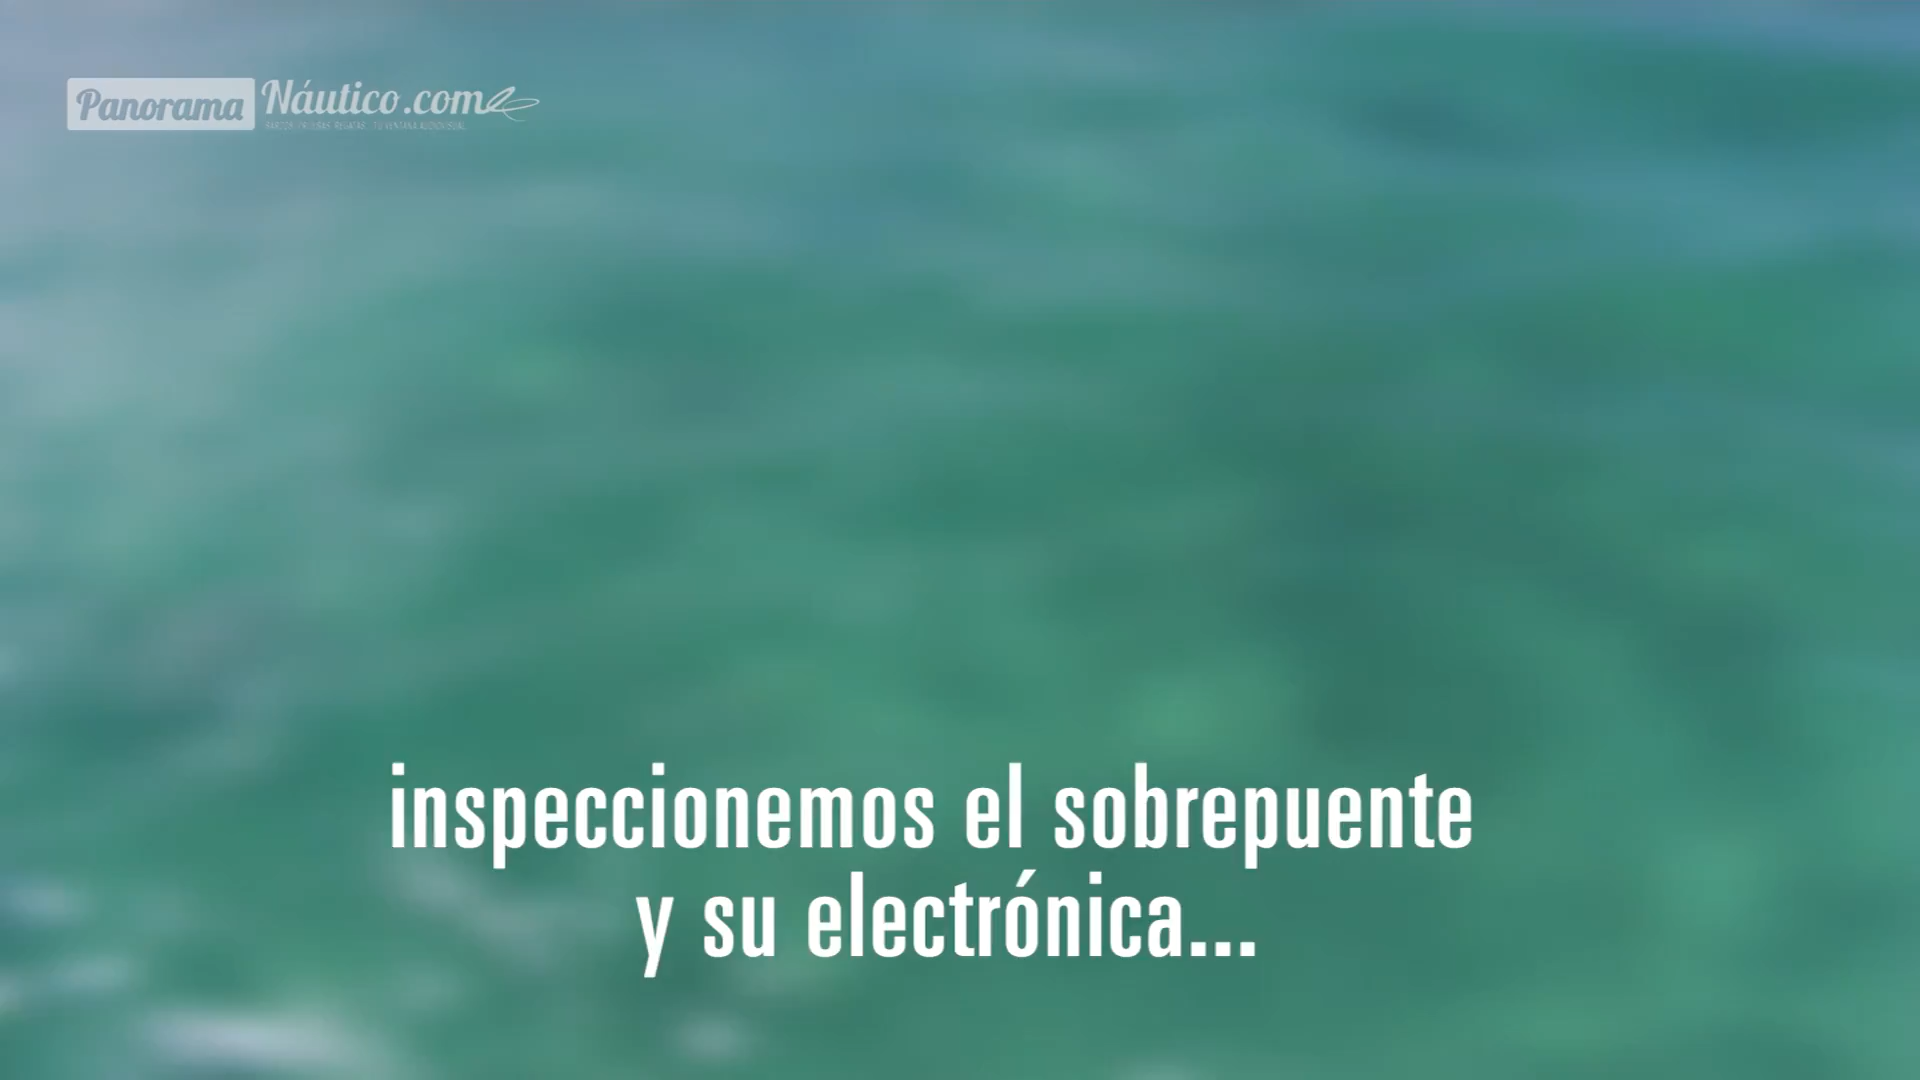 Panorama Náutico.com
inspeccionemos el sobrepuente
y su electrónica...